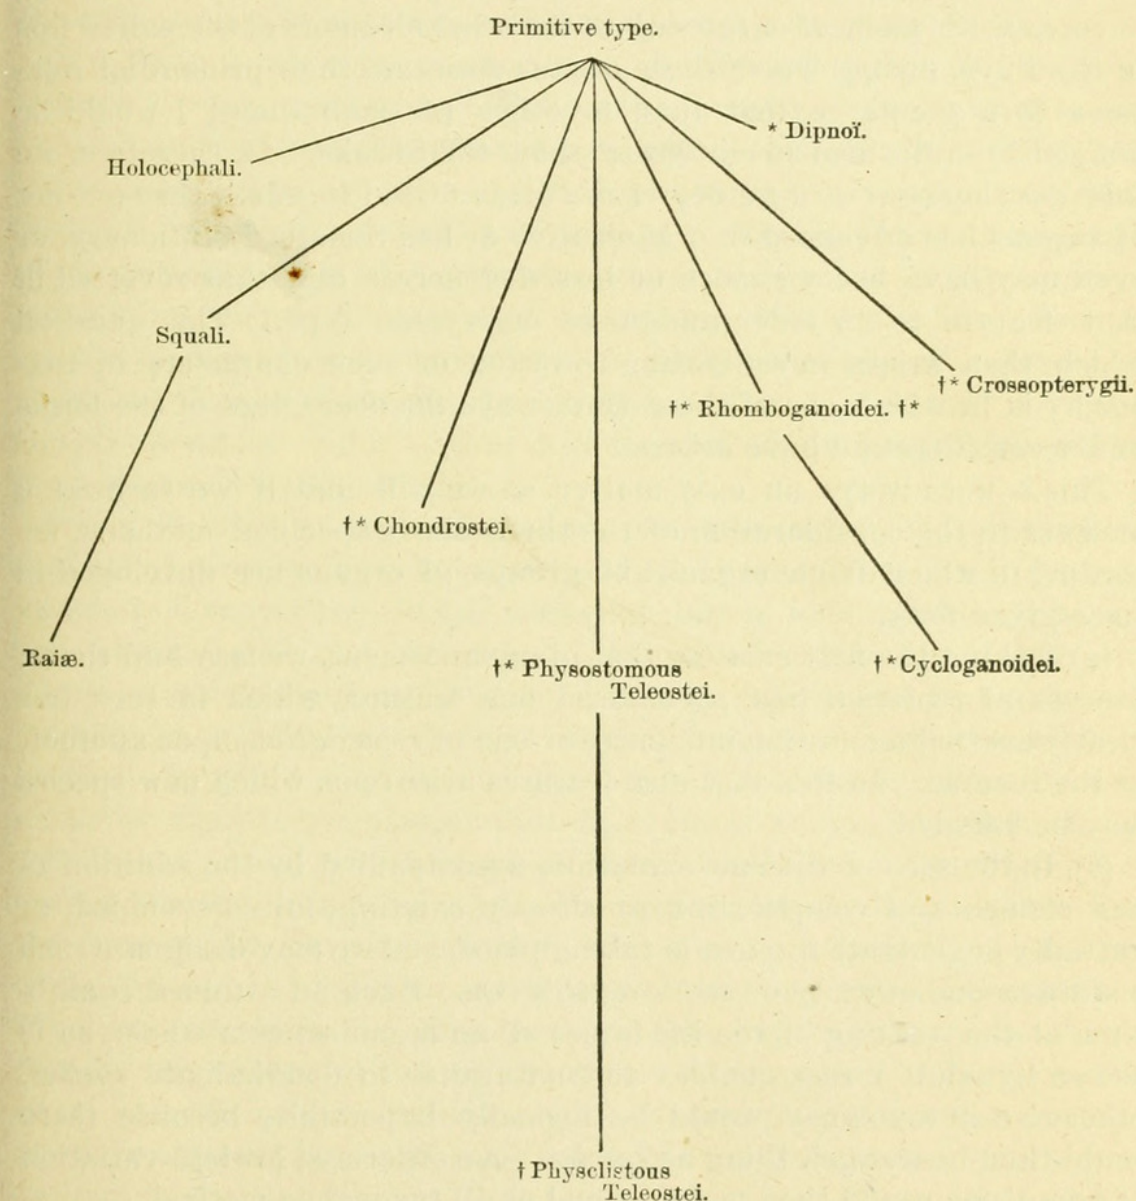 Primitive type.
* Dipnoï.
Holocephali.
Squali.
†* Crossopterygii.
†* Rhomboganoidei. †*
†* Chondrostei.
Raiæ.
†* Physostomous
Teleostei.
†* Cycloganoidei.
† Physclistous
Teleostei.